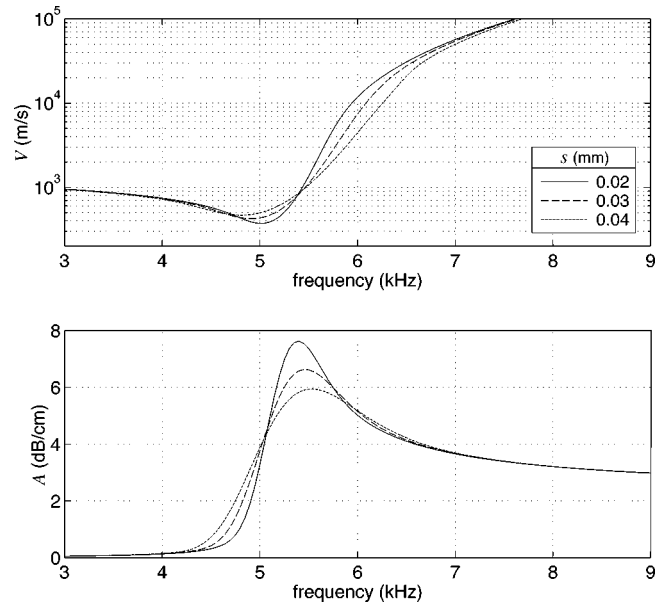 10^5
10^4
10^3
V (m/s)
s (mm)
0.02
0.03
0.04
3 4 5 6 7 8 9
frequency (kHz)
8
6
4
2
0
A (dB/cm)
3 4 5 6 7 8 9
frequency (kHz)